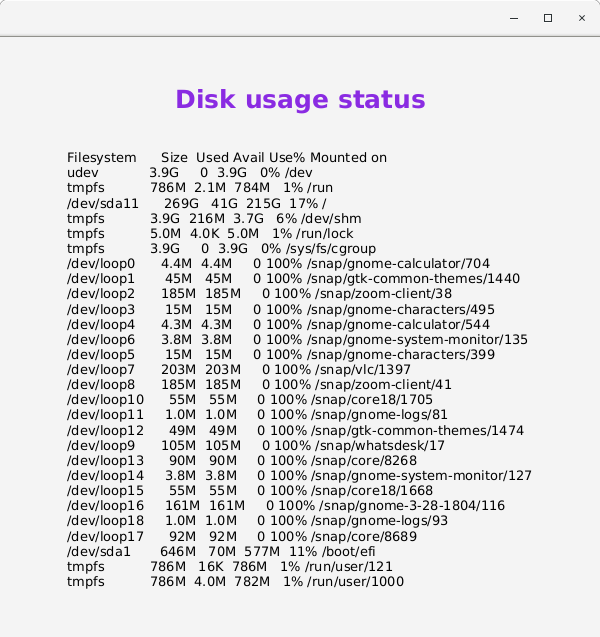 Disk usage status
Filesystem Size Used Avail Use% Mounted on
udev 3.9G 0 3.9G 0% /dev
tmpfs 786M 2.1M 784M 1% /run
/dev/sda11 269G 41G 215G 17% /
tmpfs 3.9G 216M 3.7G 6% /dev/shm
tmpfs 5.0M 4.0K 5.0M 1% /run/lock
tmpfs 3.9G 0 3.9G 0% /sys/fs/cgroup
/dev/loop0 4.4M 4.4M 0 100% /snap/gnome-calculator/704
/dev/loop1 45M 45M 0 100% /snap/gtk-common-themes/1440
/dev/loop2 185M 185M 0 100% /snap/zoom-client/38
/dev/loop3 15M 15M 0 100% /snap/gnome-characters/495
/dev/loop4 4.3M 4.3M 0 100% /snap/gnome-calculator/544
/dev/loop6 3.8M 3.8M 0 100% /snap/gnome-system-monitor/135
/dev/loop5 15M 15M 0 100% /snap/gnome-characters/399
/dev/loop7 203M 203M 0 100% /snap/vlc/1397
/dev/loop8 185M 185M 0 100% /snap/zoom-client/41
/dev/loop10 55M 55M 0 100% /snap/core18/1705
/dev/loop11 1.0M 1.0M 0 100% /snap/gnome-logs/81
/dev/loop12 49M 49M 0 100% /snap/gtk-common-themes/1474
/dev/loop9 105M 105M 0 100% /snap/whatsdesk/17
/dev/loop13 90M 90M 0 100% /snap/core/8268
/dev/loop14 3.8M 3.8M 0 100% /snap/gnome-system-monitor/127
/dev/loop15 55M 55M 0 100% /snap/core18/1668
/dev/loop16 161M 161M 0 100% /snap/gnome-3-28-1804/116
/dev/loop18 1.0M 1.0M 0 100% /snap/gnome-logs/93
/dev/loop17 92M 92M 0 100% /snap/core/8689
/dev/sda1 646M 70M 577M 11% /boot/efi
tmpfs 786M 16K 786M 1% /run/user/121
tmpfs 786M 4.0M 782M 1% /run/user/1000